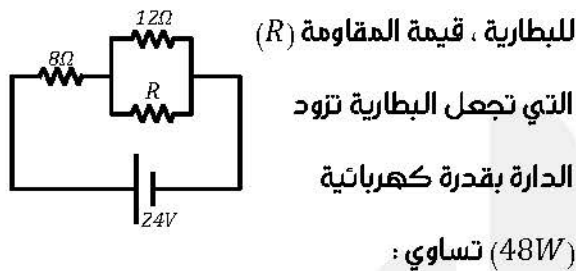 للبطارية ، قيمة المقاومة (R)
التي تجعل البطارية تزود
الدارة بقدرة كهربائية
(48W) تساوي :
12Ω
8Ω
R
24V